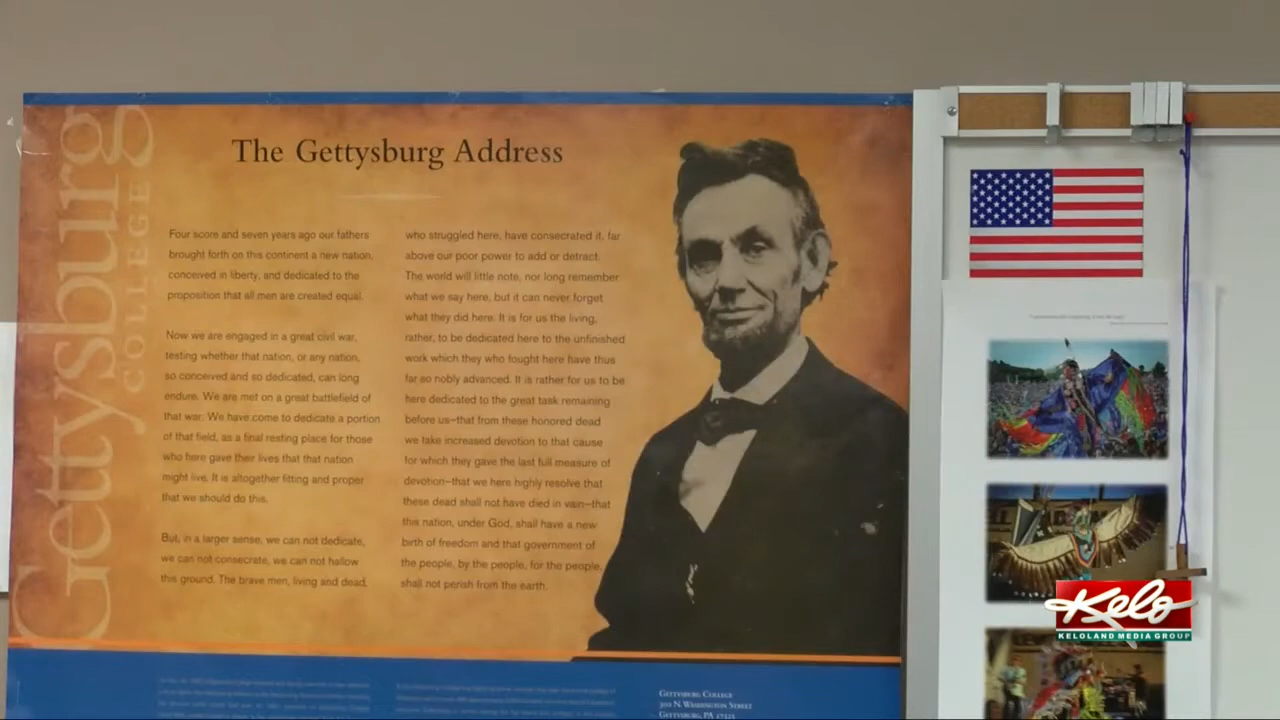 Gettysburg
COLLEGE
The Gettysburg Address
Four score and seven years ago our fathers
brought forth on this continent a new nation,
conceived in liberty, and dedicated to the
proposition that all men are created equal.
Now we are engaged in a great civil war,
testing whether that nation, or any nation,
so conceived and so dedicated, can long
endure. We are met on a great battlefield of
that war. We have come to dedicate a portion
of that field, as a final resting place for those
who here gave their lives that that nation
might live. It is altogether fitting and proper
that we should do this.
But, in a larger sense, we can not dedicate,
we can not consecrate, we can not hallow
this ground. The brave men, living and dead,
who struggled here, have consecrated it, far
above our poor power to add or detract.
The world will little note, nor long remember
what we say here, but it can never forget
what they did here. It is for us the living,
rather, to be dedicated here to the unfinished
work which they who fought here have thus
far so nobly advanced. It is rather for us to be
here dedicated to the great task remaining
before us—that from these honored dead
we take increased devotion to that cause
for which they gave the last full measure of
devotion—that we here highly resolve that
these dead shall not have died in vain—that
this nation, under God, shall have a new
birth of freedom and that government of
the people, by the people, for the people,
shall not perish from the earth.
GETTYSBURG COLLEGE
300 N. WASHINGTON STREET
GETTYSBURG, PA 17325
Kelo
KELOLAND MEDIA GROUP